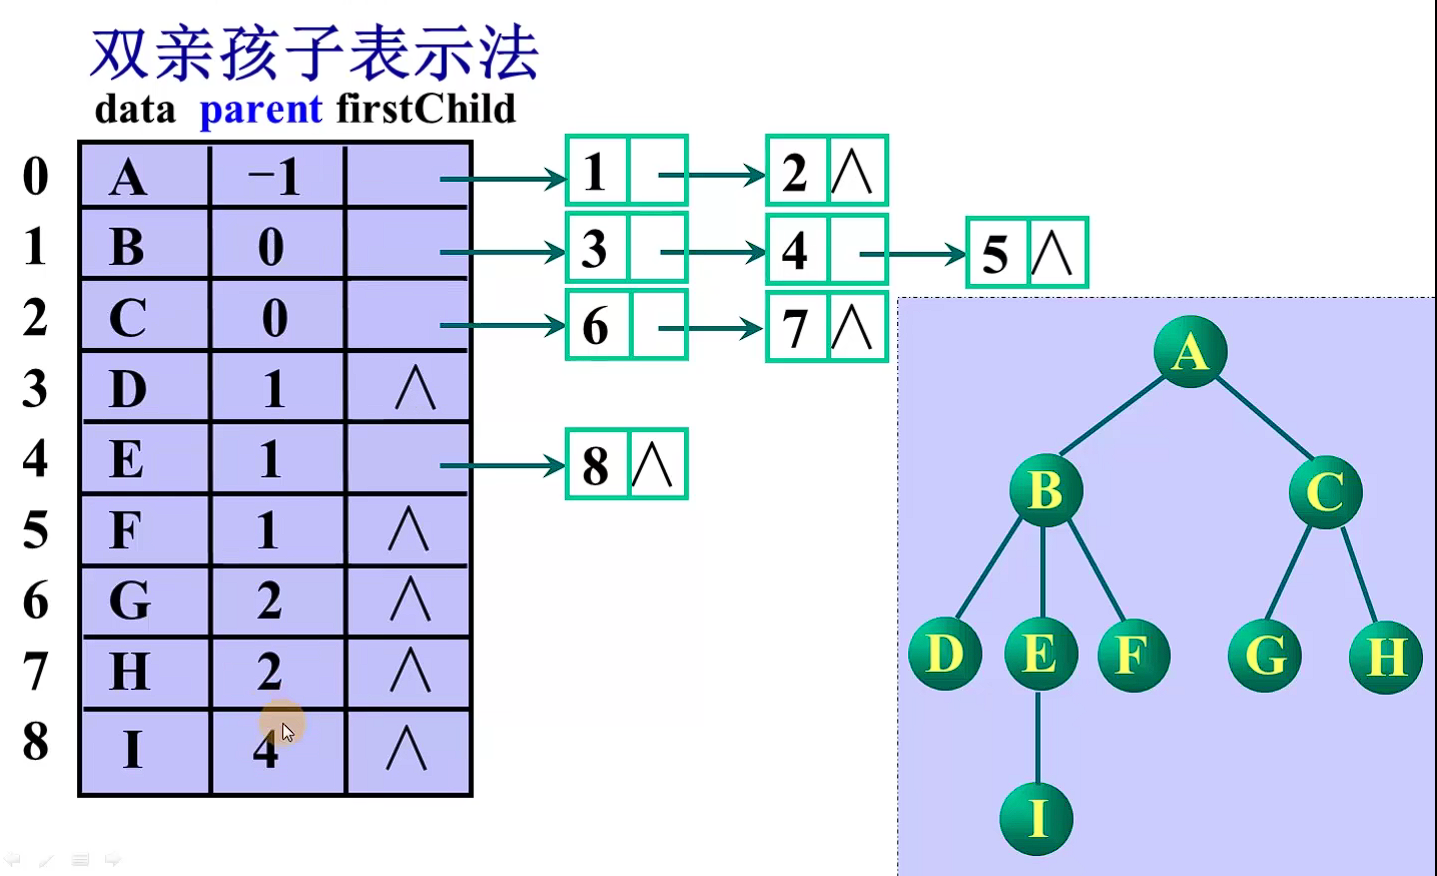 双亲孩子表示法
data parent firstChild
0 A −1 1 2 ∧
1 B 0 3 4 5 ∧
2 C 0 6 7 ∧
3 D 1 ∧
4 E 1 8 ∧
5 F 1 ∧
6 G 2 ∧
7 H 2 ∧
8 I 4 ∧
A
B C
D E F G H
I